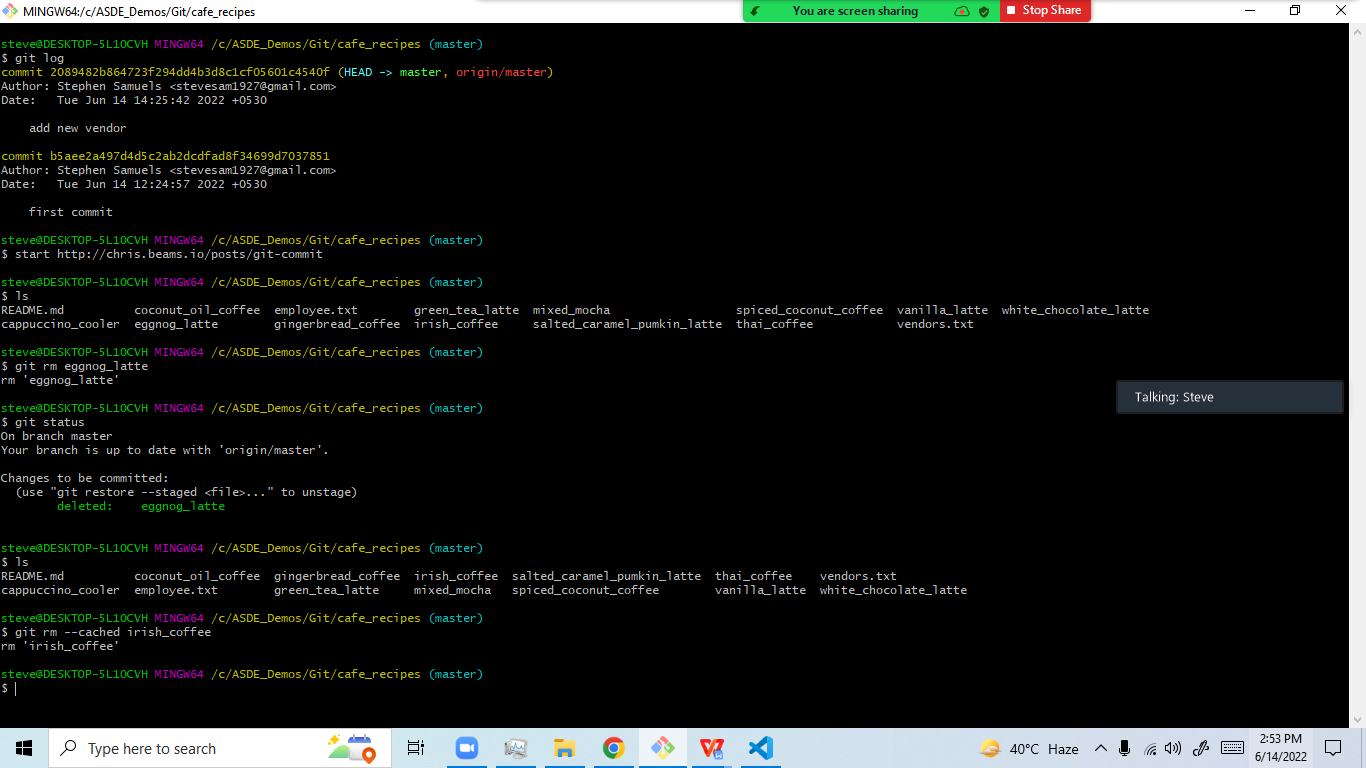 MINGW64:/c/ASDE_Demos/Git/cafe_recipes
You are screen sharing
Stop Share
steve@DESKTOP-5L1OCVH MINGW64 /c/ASDE_Demos/Git/cafe_recipes (master)
$ git log
commit 2089482b864723f294dd4b3d8c1cf05601c4540f (HEAD -> master, origin/master)
Author: Stephen Samuels <stevesam1927@gmail.com>
Date:   Tue Jun 14 14:25:42 2022 +0530
    add new vendor
commit b5aee2a497d4d5c2ab2dcdfad8f34699d7037851
Author: Stephen Samuels <stevesam1927@gmail.com>
Date:   Tue Jun 14 12:24:57 2022 +0530
    first commit
steve@DESKTOP-5L1OCVH MINGW64 /c/ASDE_Demos/Git/cafe_recipes (master)
$ start http://chris.beams.io/posts/git-commit
steve@DESKTOP-5L1OCVH MINGW64 /c/ASDE_Demos/Git/cafe_recipes (master)
$ ls
README.md          coconut_oil_coffee  employee.txt        green_tea_latte  mixed_mocha                  spiced_coconut_coffee  vanilla_latte  white_chocolate_latte
cappuccino_cooler  eggnog_latte        gingerbread_coffee  irish_coffee     salted_caramel_pumkin_latte  thai_coffee            vendors.txt
steve@DESKTOP-5L1OCVH MINGW64 /c/ASDE_Demos/Git/cafe_recipes (master)
$ git rm eggnog_latte
rm 'eggnog_latte'
steve@DESKTOP-5L1OCVH MINGW64 /c/ASDE_Demos/Git/cafe_recipes (master)
$ git status
On branch master
Your branch is up to date with 'origin/master'.
Changes to be committed:
  (use "git restore --staged <file>..." to unstage)
        deleted:    eggnog_latte
steve@DESKTOP-5L1OCVH MINGW64 /c/ASDE_Demos/Git/cafe_recipes (master)
$ ls
README.md          coconut_oil_coffee  gingerbread_coffee  irish_coffee  salted_caramel_pumkin_latte  thai_coffee    vendors.txt
cappuccino_cooler  employee.txt        green_tea_latte     mixed_mocha   spiced_coconut_coffee        vanilla_latte  white_chocolate_latte
steve@DESKTOP-5L1OCVH MINGW64 /c/ASDE_Demos/Git/cafe_recipes (master)
$ git rm --cached irish_coffee
rm 'irish_coffee'
steve@DESKTOP-5L1OCVH MINGW64 /c/ASDE_Demos/Git/cafe_recipes (master)
$
Talking: Steve
Type here to search
40°C Haze
2:53 PM
6/14/2022